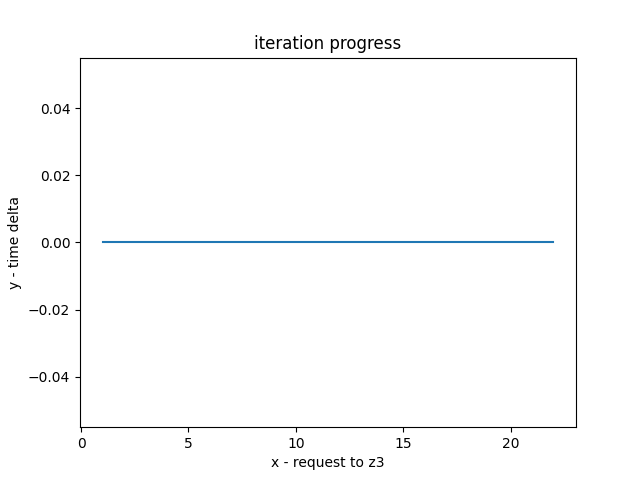 iteration progress
0.04
0.02
0.00
−0.02
−0.04
y - time delta
0 5 10 15 20
x - request to z3